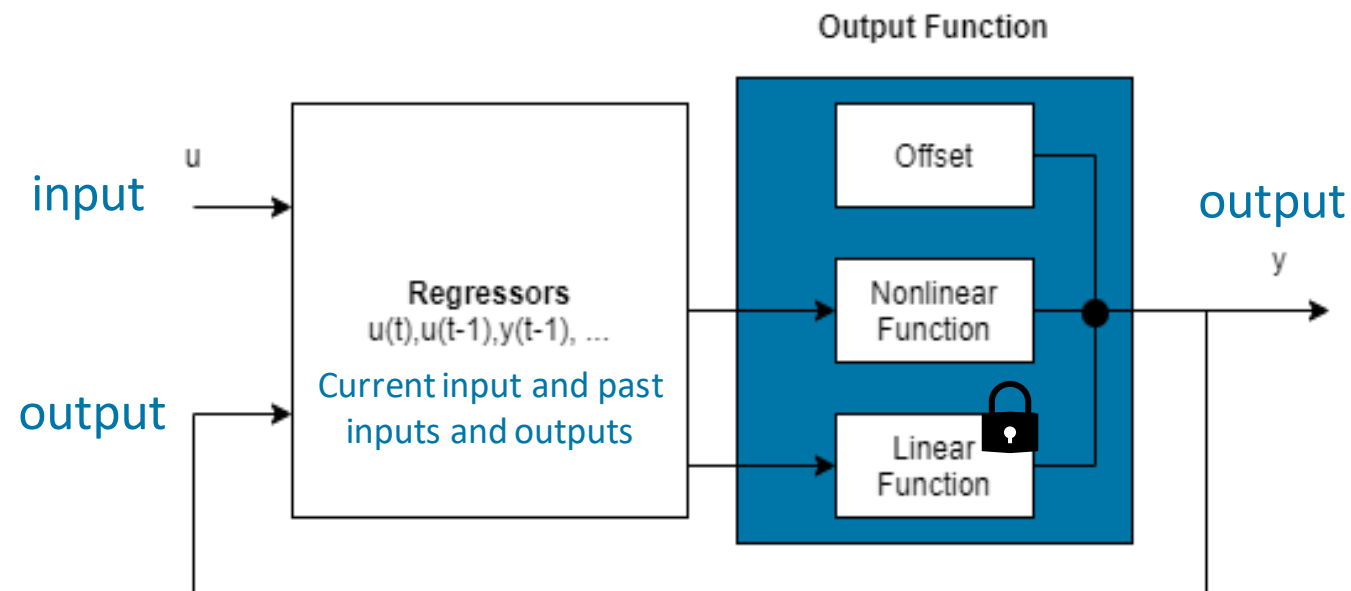 Output Function
u
input
output
Regressors
u(t),u(t-1),y(t-1), ...
Current input and past
inputs and outputs
Offset
Nonlinear
Function
Linear
Function
output
y